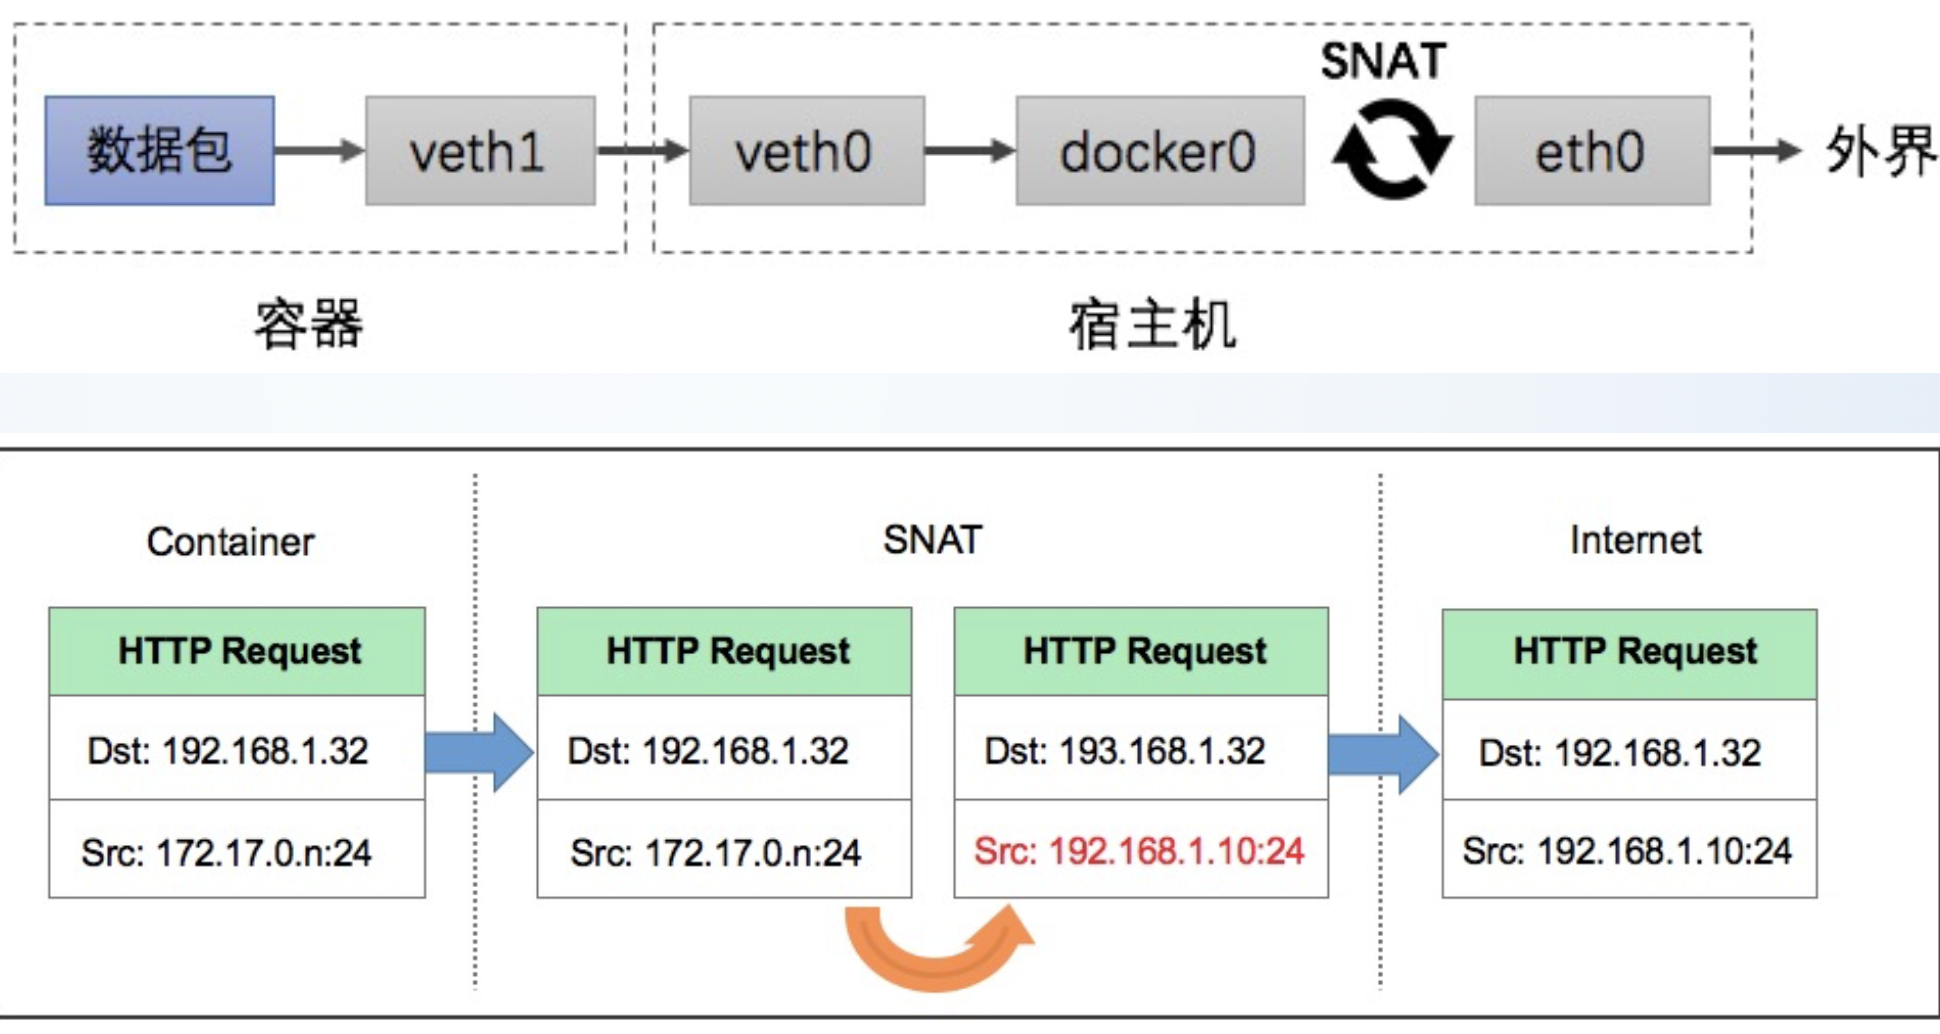 SNAT
数据包
veth1
veth0
docker0
eth0
外界
容器
宿主机
Container
SNAT
Internet
HTTP Request
HTTP Request
HTTP Request
HTTP Request
Dst: 192.168.1.32
Dst: 192.168.1.32
Dst: 193.168.1.32
Dst: 192.168.1.32
Src: 172.17.0.n:24
Src: 172.17.0.n:24
Src: 192.168.1.10:24
Src: 192.168.1.10:24